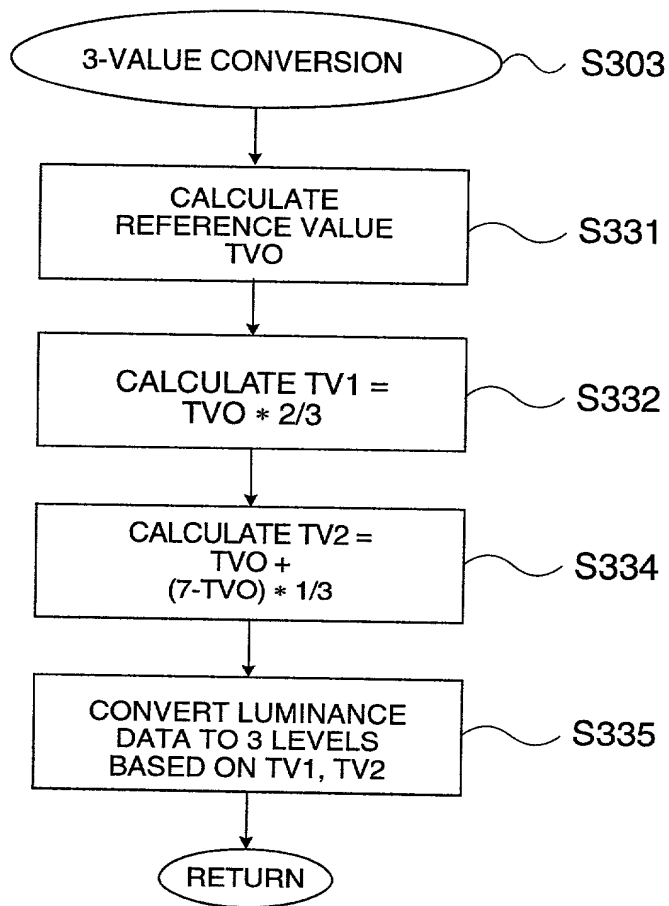 3-VALUE CONVERSION
S303
CALCULATE
REFERENCE VALUE
TVO
S331
CALCULATE TV1 =
TVO * 2/3
S332
CALCULATE TV2 =
TVO +
(7-TVO) * 1/3
S334
CONVERT LUMINANCE
DATA TO 3 LEVELS
BASED ON TV1, TV2
S335
RETURN